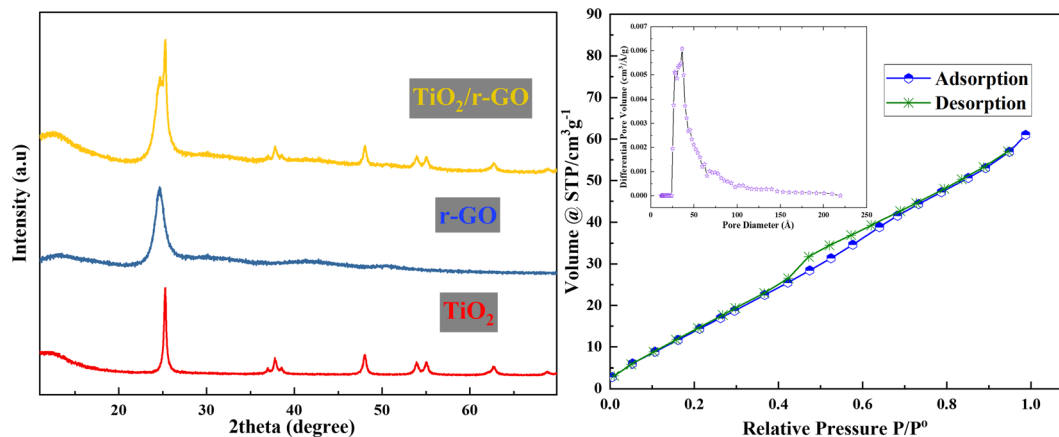 TiO2/r-GO
r-GO
TiO2
Intensity (a.u)
20 30 40 50 60
2theta (degree)
90
80
70
60
50
40
30
20
10
0
Volume @ STP/cm3g-1
0.0 0.2 0.4 0.6 0.8 1.0
Relative Pressure P/P⁰
Adsorption
Desorption
0.007
0.006
0.005
0.004
0.003
0.002
0.001
0.000
Differential Pore Volume (cm3/Å/g)
0 50 100 150 200 250
Pore Diameter (Å)